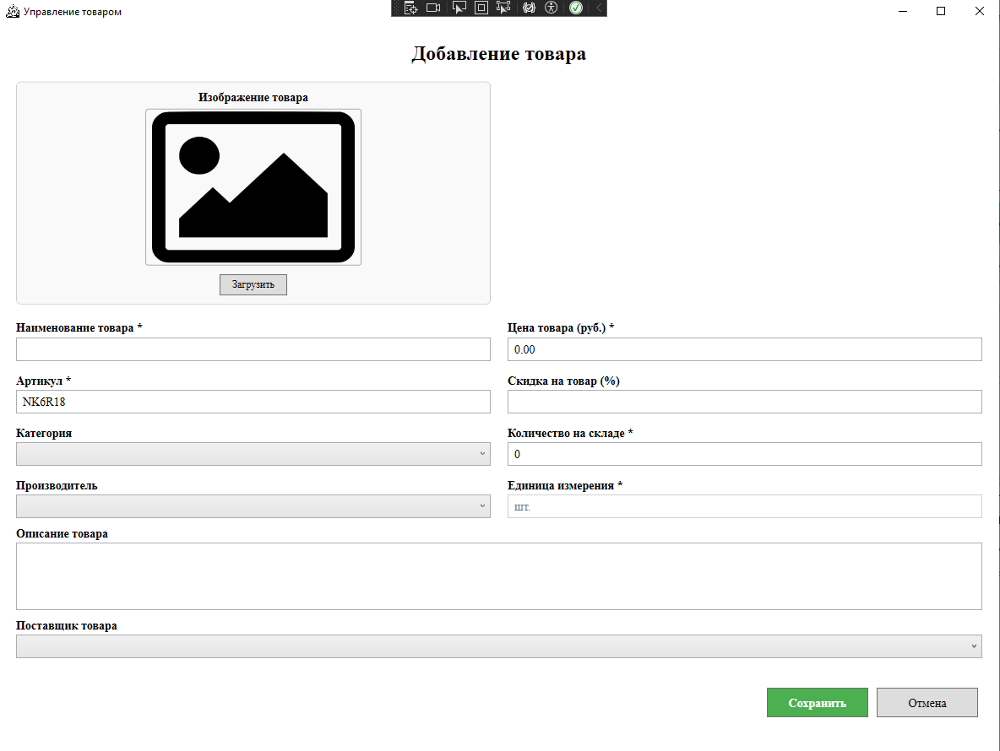 Управление товаром
Добавление товара
Изображение товара
Загрузить
Наименование товара *
Цена товара (руб.) *
0.00
Артикул *
NK6R18
Скидка на товар (%)
Категория
Количество на складе *
0
Производитель
Единица измерения *
шт.
Описание товара
Поставщик товара
Сохранить
Отмена